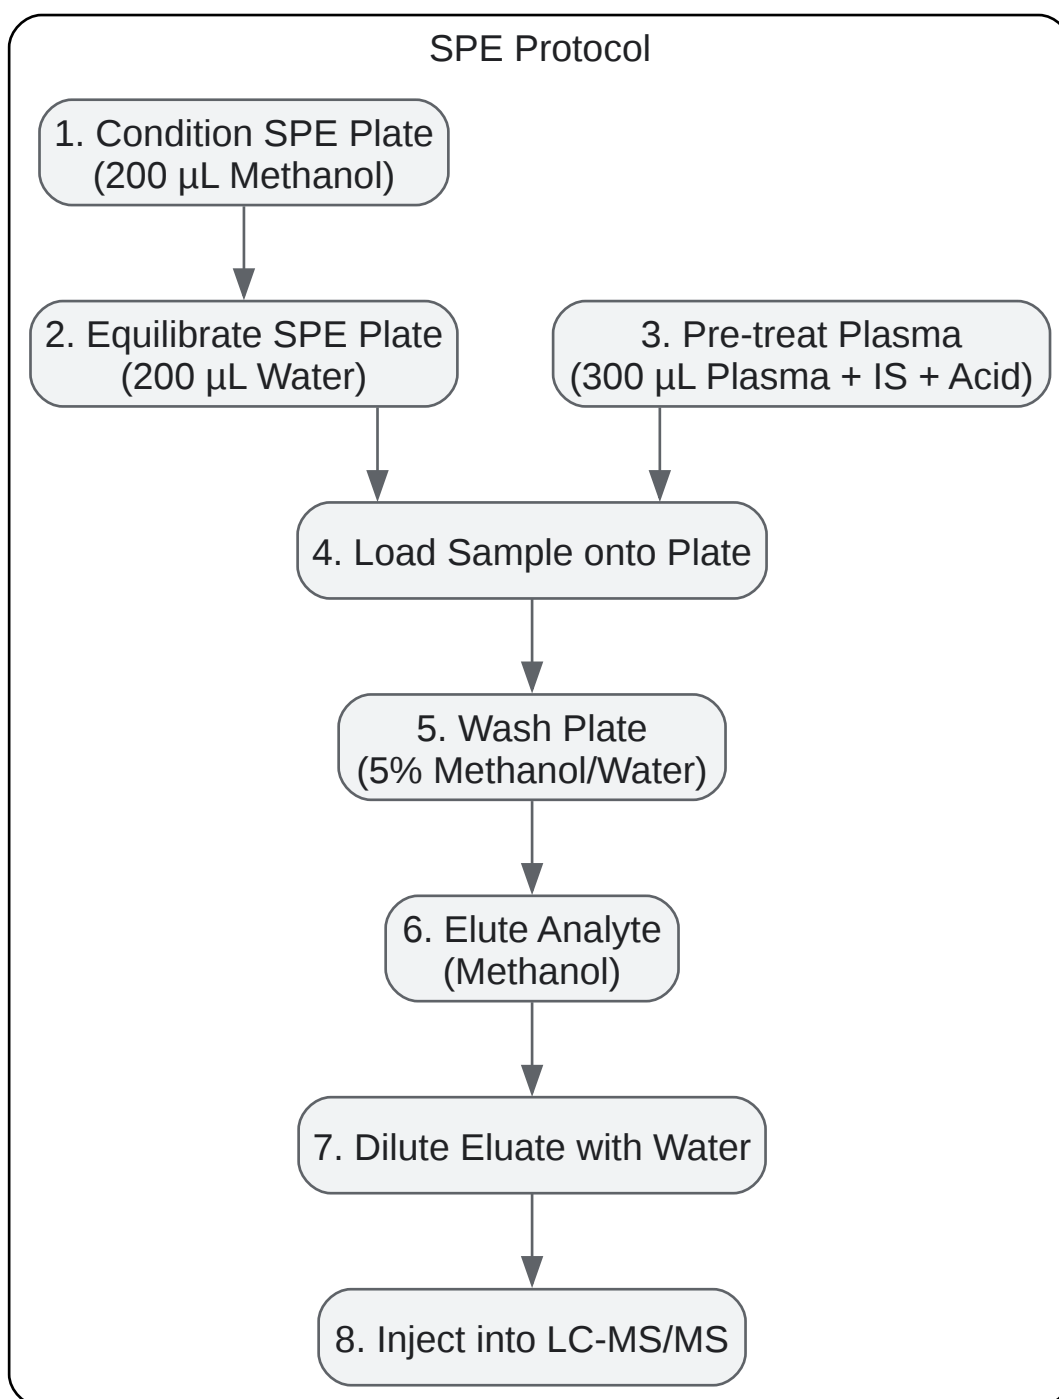 SPE Protocol
1. Condition SPE Plate
(200 µL Methanol)
2. Equilibrate SPE Plate
(200 µL Water)
3. Pre-treat Plasma
(300 µL Plasma + IS + Acid)
4. Load Sample onto Plate
5. Wash Plate
(5% Methanol/Water)
6. Elute Analyte
(Methanol)
7. Dilute Eluate with Water
8. Inject into LC-MS/MS